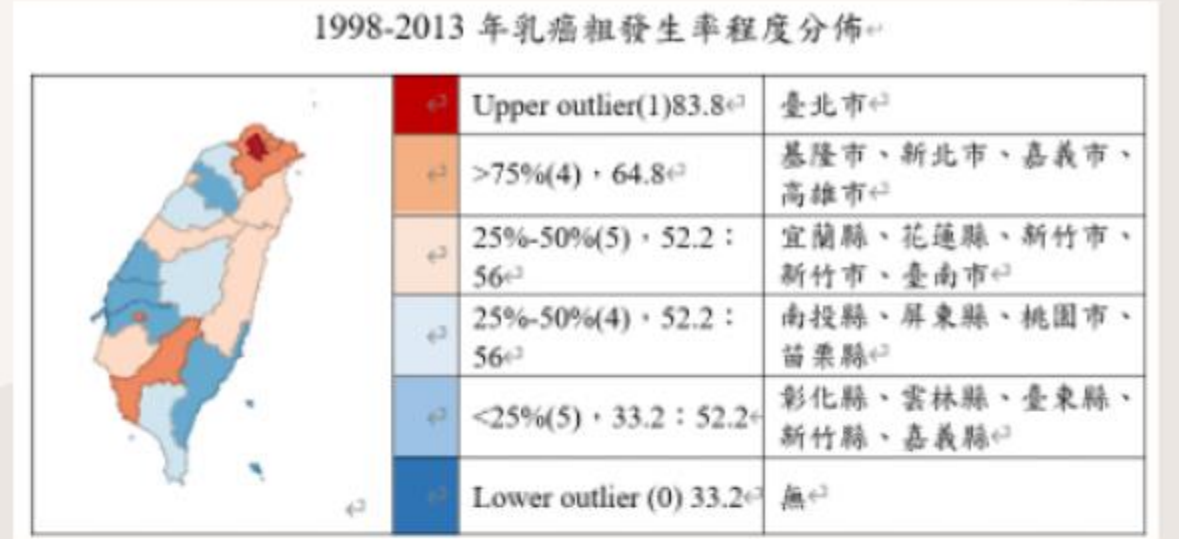 1998-2013 年乳癌粗發生率程度分佈
Upper outlier(1)83.8
臺北市
>75%(4)，64.8
基隆市、新北市、嘉義市、
高雄市
25%-50%(5)，52.2：
56
宜蘭縣、花蓮縣、新竹市、
新竹市、臺南市
25%-50%(4)，52.2：
56
南投縣、屏東縣、桃園市、
苗栗縣
<25%(5)，33.2：52.2
彰化縣、雲林縣、臺東縣、
新竹縣、嘉義縣
Lower outlier (0) 33.2
無